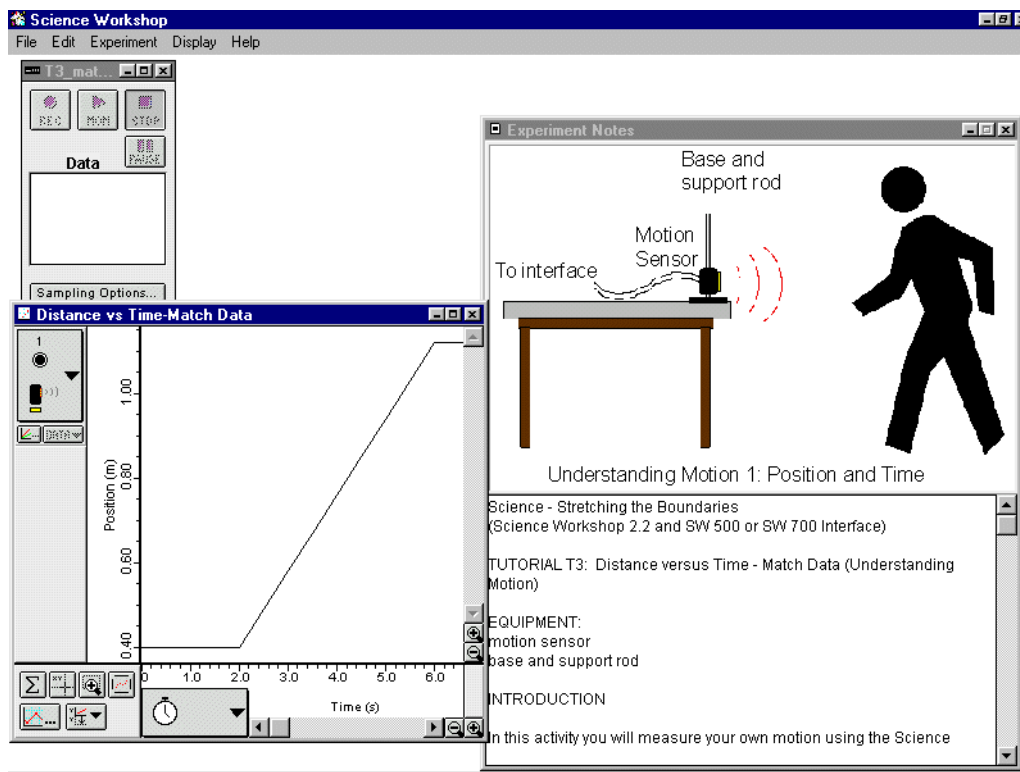 Science Workshop
File Edit Experiment Display Help
T3_mat...
REC MON STOP
PAUSE
Data
Sampling Options...
Distance vs Time-Match Data
1
DATA
Position (m)
1.00
0.80
0.60
0.40
0 1.0 2.0 3.0 4.0 5.0 6.0
Time (s)
Σ
Experiment Notes
Base and
support rod
Motion
Sensor
To interface
Understanding Motion 1: Position and Time
Science - Stretching the Boundaries
(Science Workshop 2.2 and SW 500 or SW 700 Interface)
TUTORIAL T3: Distance versus Time - Match Data (Understanding
Motion)
EQUIPMENT:
motion sensor
base and support rod
INTRODUCTION
In this activity you will measure your own motion using the Science